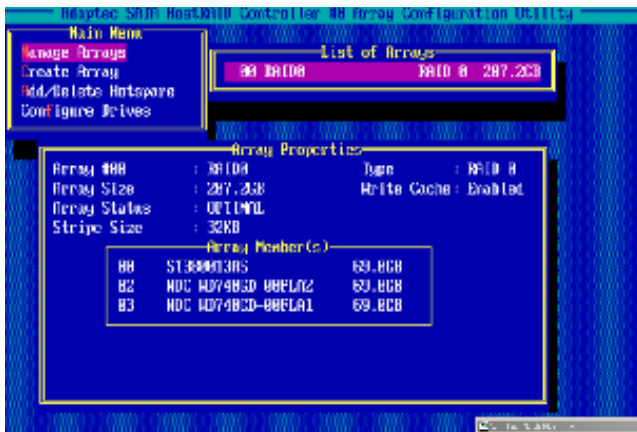 Adaptec SATA HostRAID Controller #0 Array Configuration Utility
Main Menu
Manage Arrays
Create Array
Add/Delete Hotspare
Configure Drives
List of Arrays
00 RAID0 RAID 0 207.2GB
Array Properties
Array #00 : RAID0 Type : RAID 0
Array Size : 207.2GB Write Cache : Enabled
Array Status : OPTIMAL
Stripe Size : 32KB
Array Member(s)
00 ST380013AS 69.0GB
02 WDC WD740GD-00FLA2 69.0GB
03 WDC WD740GD-00FLA1 69.0GB